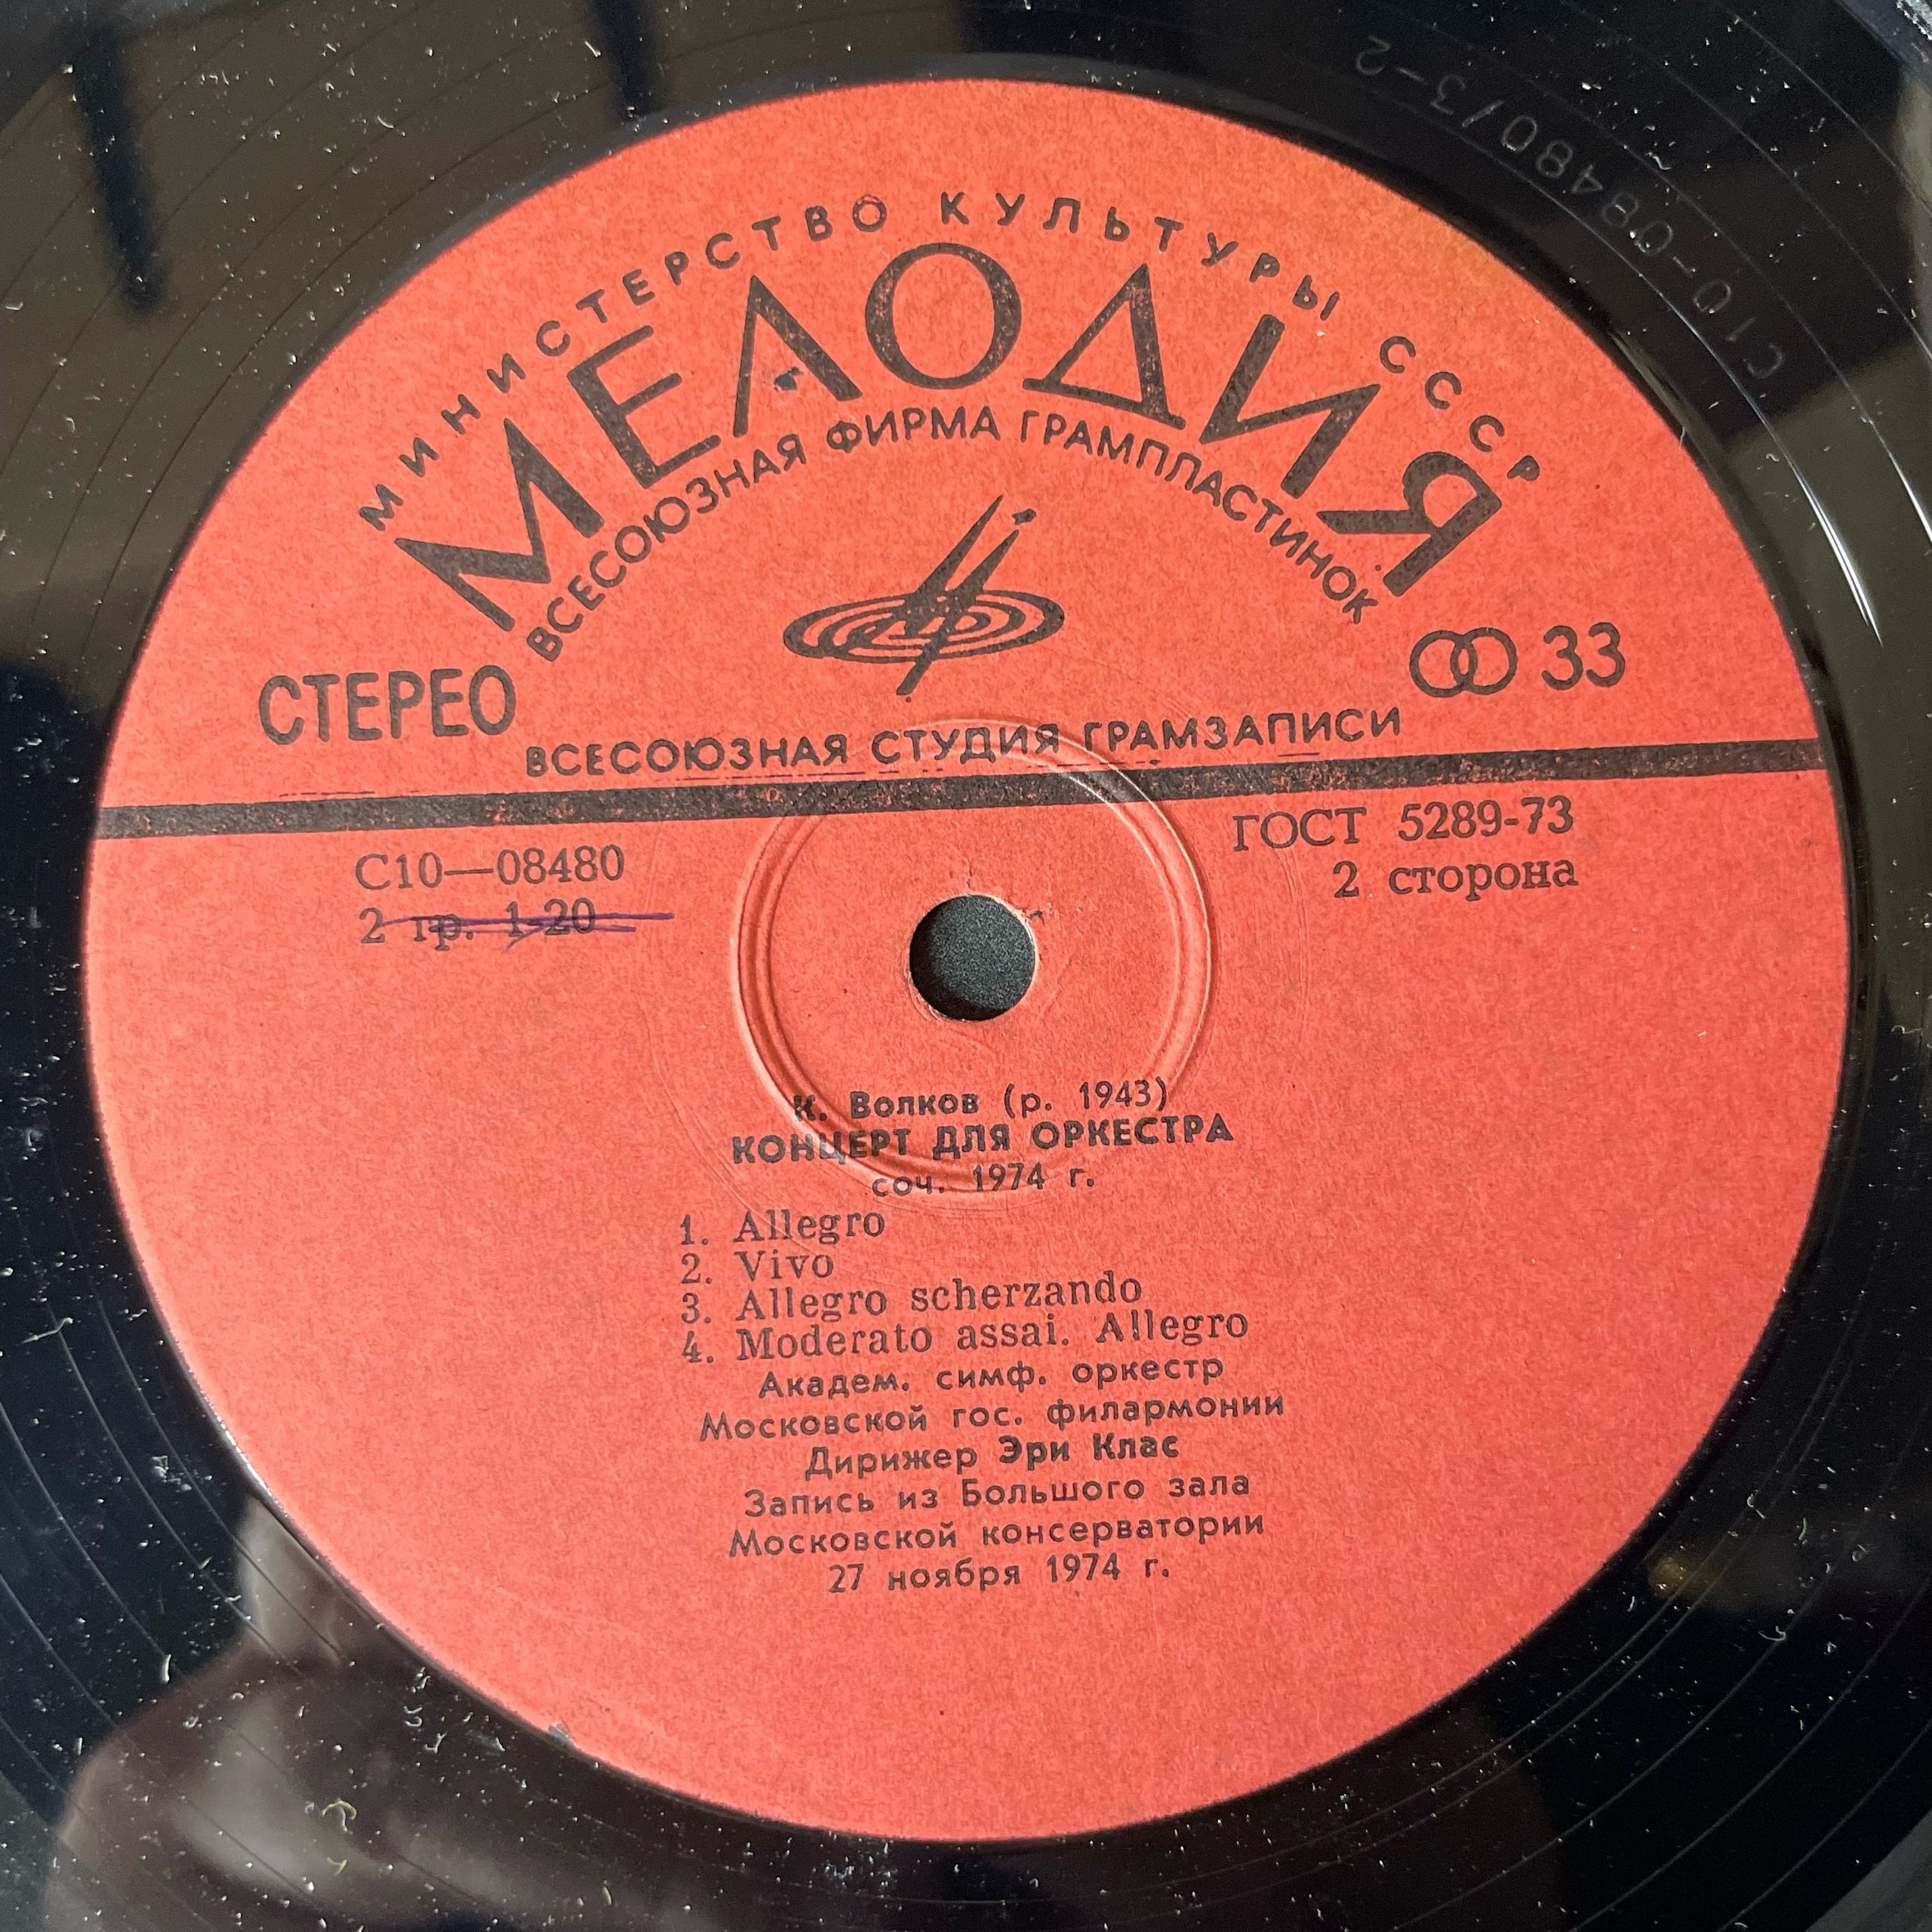 МИНИСТЕРСТВО КУЛЬТУРЫ СССР
МЕЛОДИЯ
ВСЕСОЮЗНАЯ ФИРМА ГРАМПЛАСТИНОК
СТЕРЕО
33
ВСЕСОЮЗНАЯ СТУДИЯ ГРАМЗАПИСИ
С10—08480
2 гр. 1-20
ГОСТ 5289-73
2 сторона
К. Волков (р. 1943)
КОНЦЕРТ ДЛЯ ОРКЕСТРА
соч. 1974 г.
1. Allegro
2. Vivo
3. Allegro scherzando
4. Moderato assai. Allegro
Академ. симф. оркестр
Московской гос. филармонии
Дирижер Эри Клас
Запись из Большого зала
Московской консерватории
27 ноября 1974 г.
С10-08480/3-2